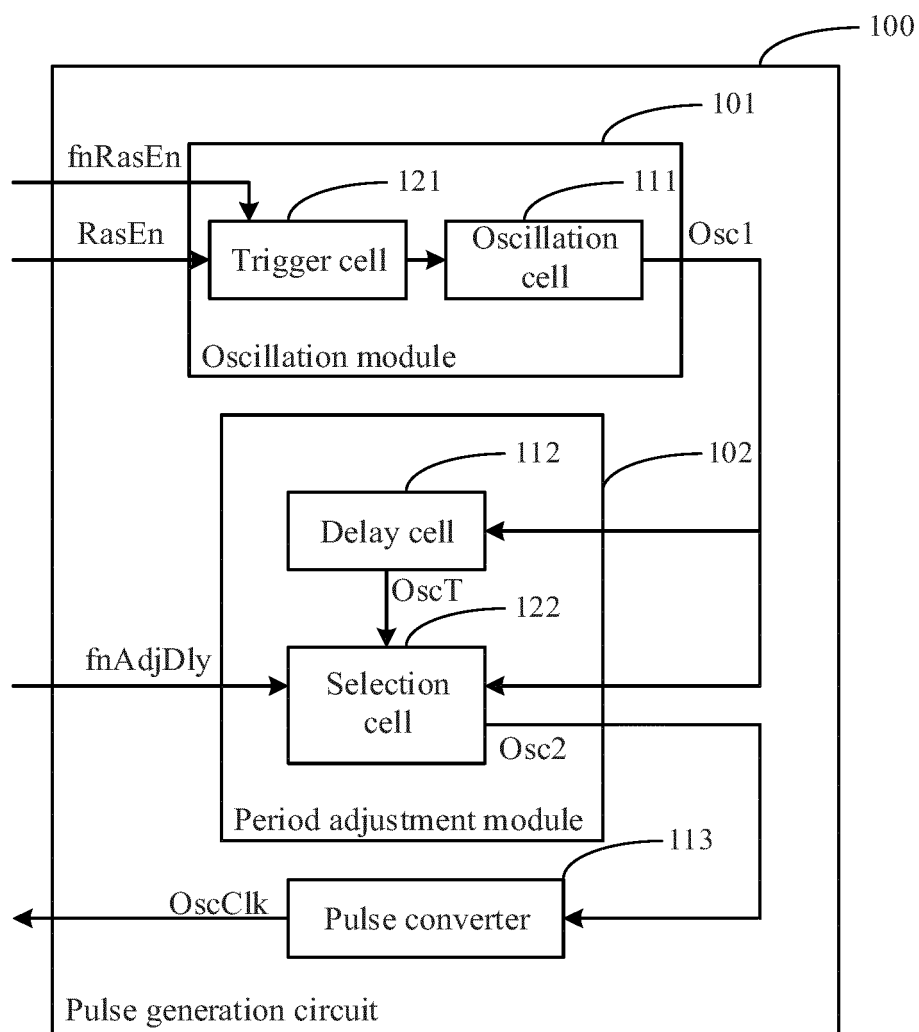 100
101
fnRasEn
121
111
RasEn
Trigger cell
Oscillation
cell
Osc1
Oscillation module
112
102
Delay cell
OscT
122
fnAdjDly
Selection
cell
Osc2
Period adjustment module
113
OscClk
Pulse converter
Pulse generation circuit